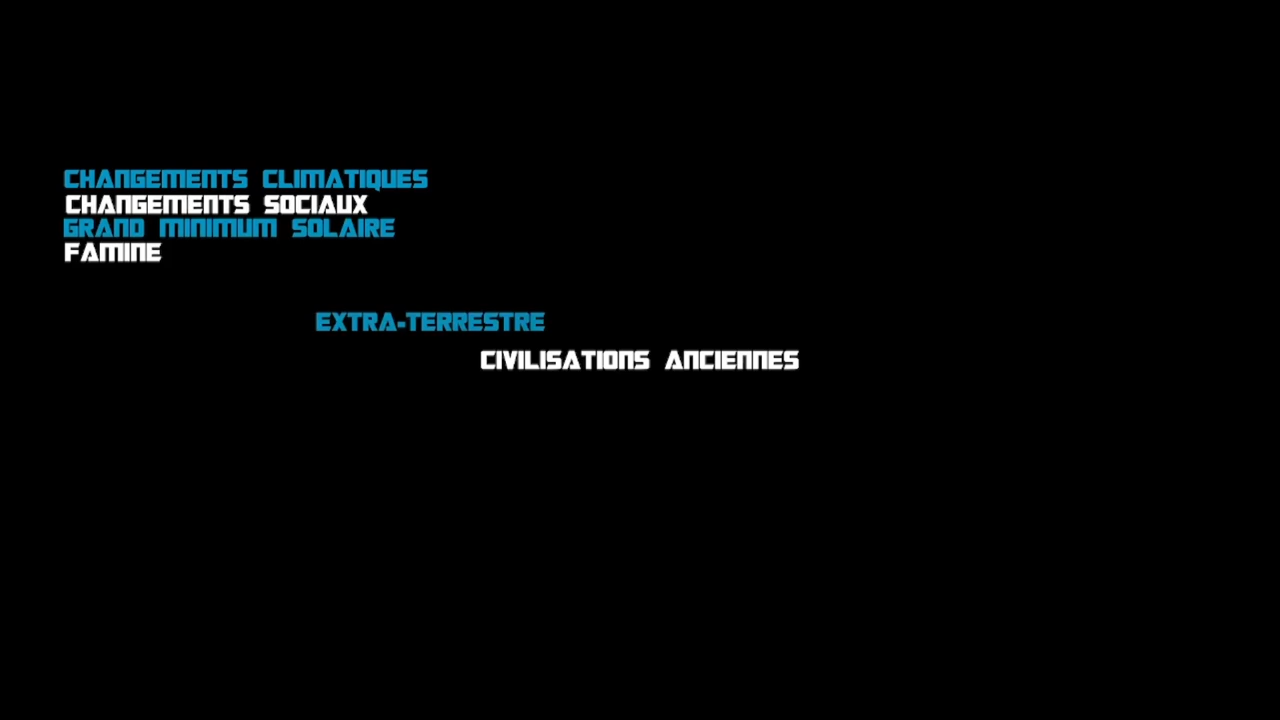 CHANGEMENTS CLIMATIQUES
CHANGEMENTS SOCIAUX
GRAND MINIMUM SOLAIRE
FAMINE
EXTRA-TERRESTRE
CIVILISATIONS ANCIENNES